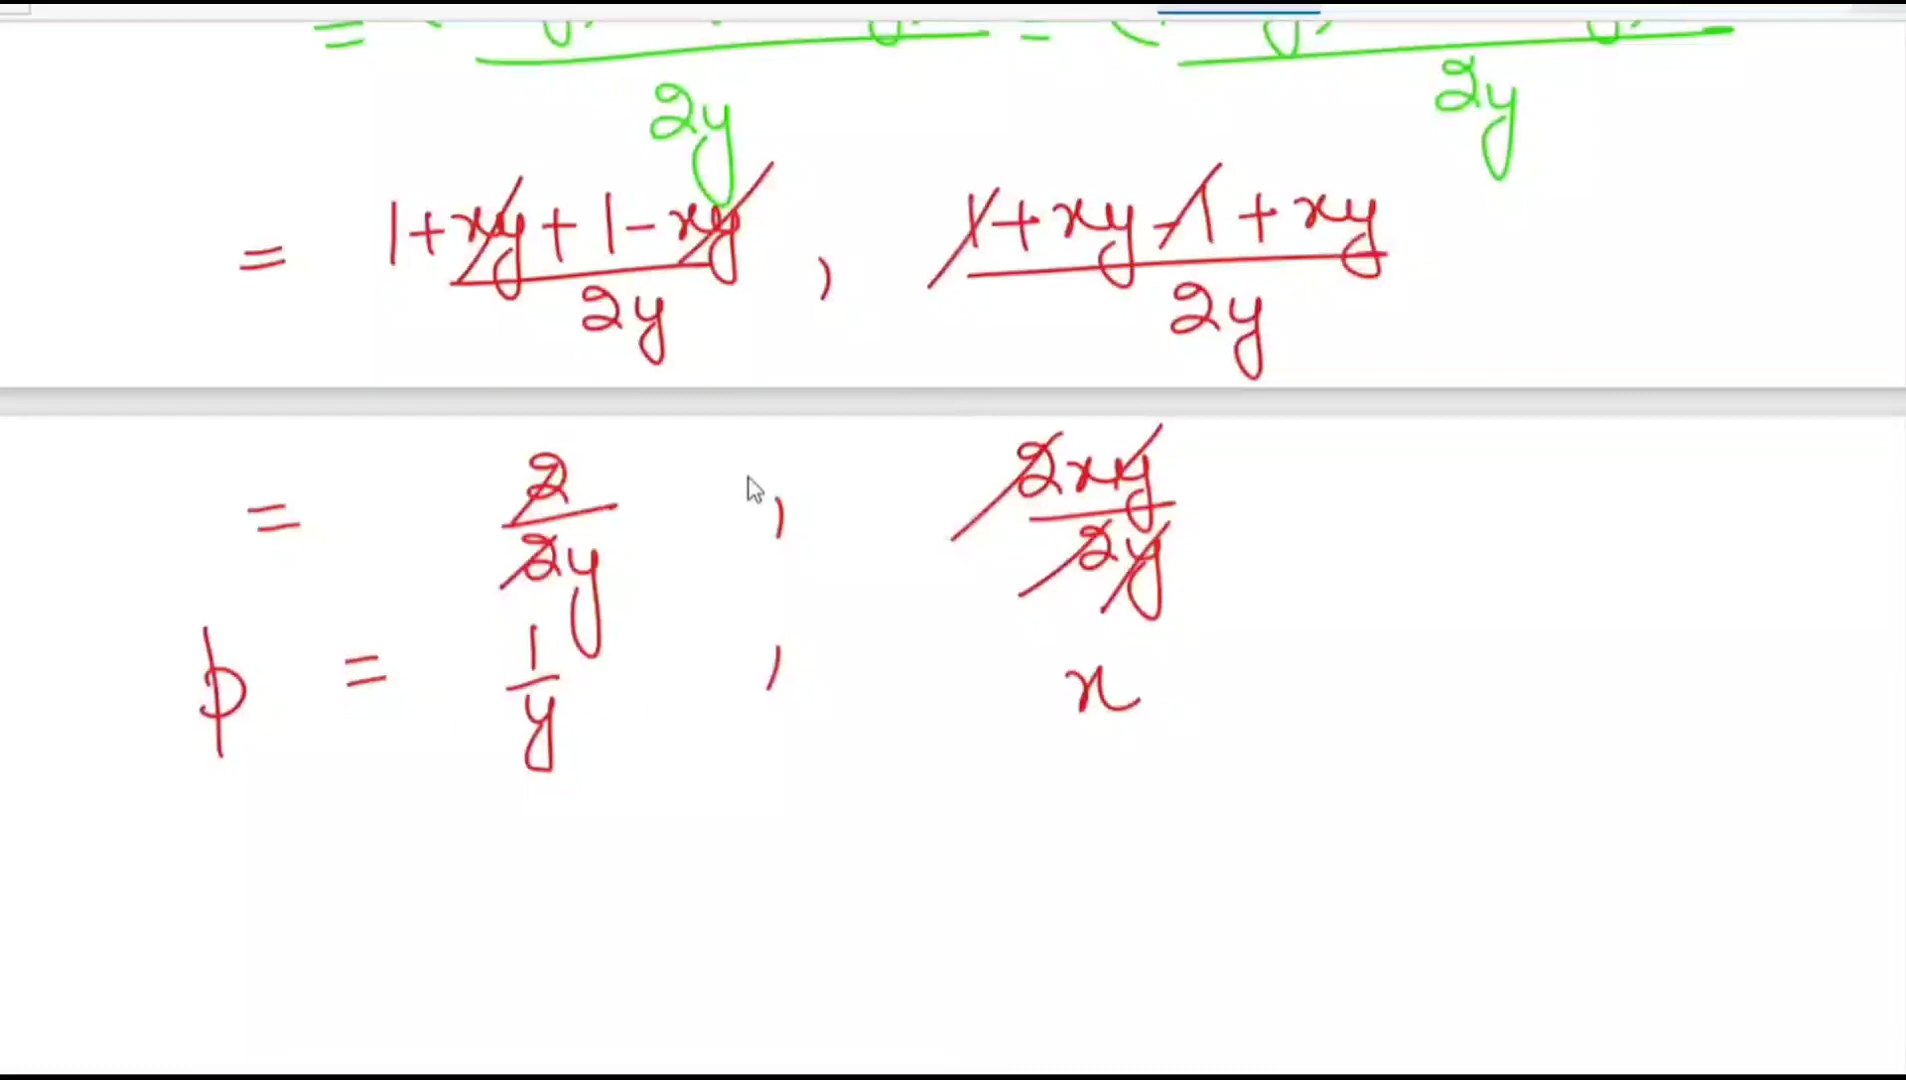 = = 
2y 2y
= 1+xy+1-xy/2y , 1+xy-1+xy/2y
= 2/2y , 2xy/2y
p = 1/y , x